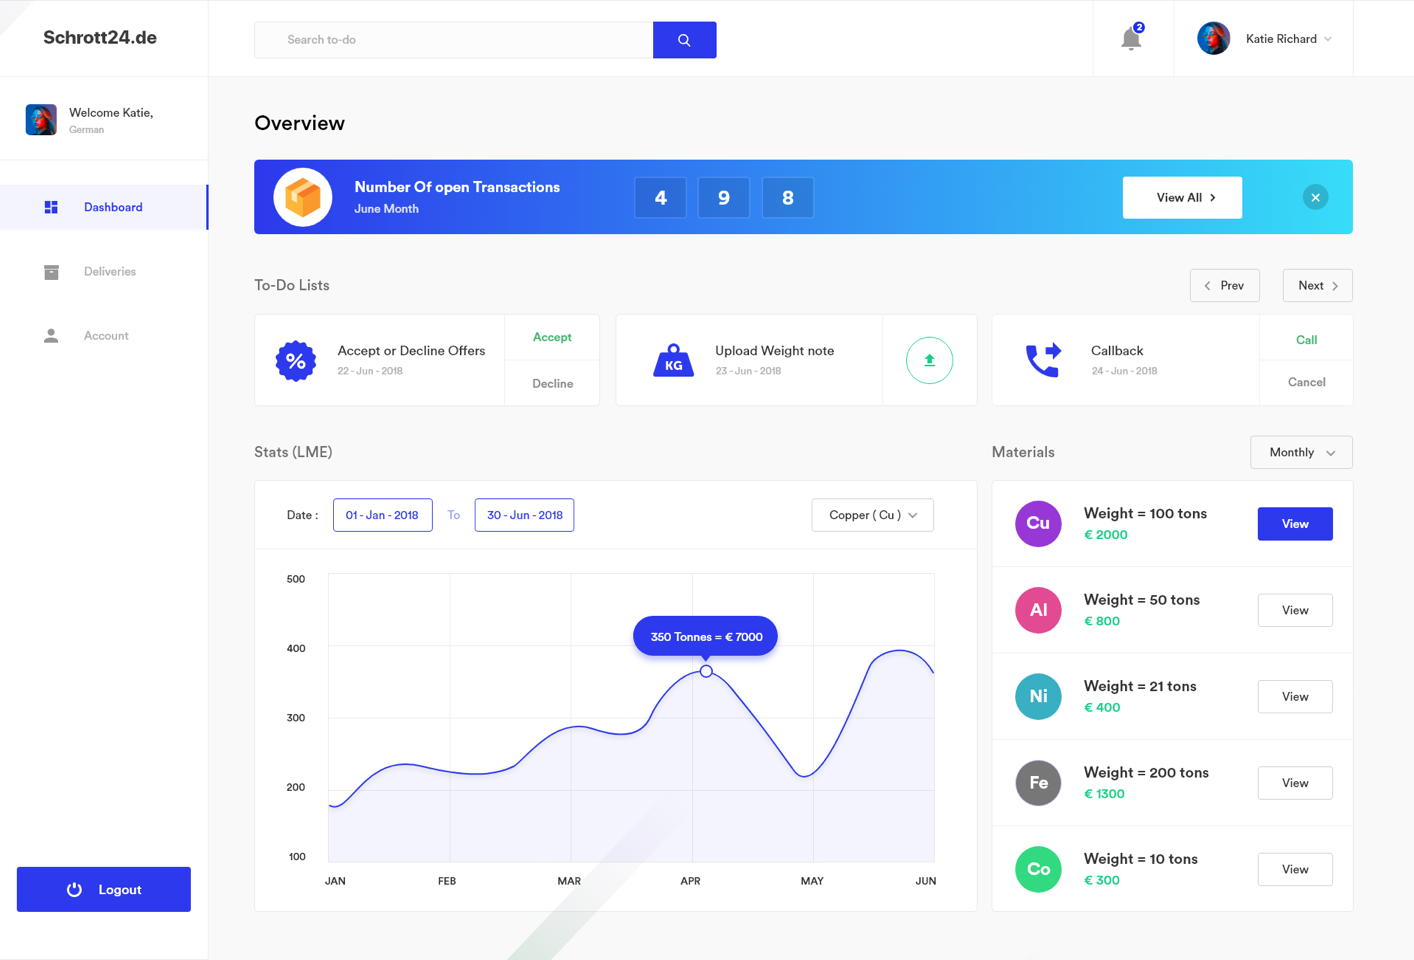 Schrott24.de
Search to-do
2
Katie Richard
Welcome Katie,
German
Dashboard
Deliveries
Account
Logout
Overview
Number Of open Transactions
June Month
4 9 8
View All
To-Do Lists
Prev
Next
%
Accept or Decline Offers
22 - Jun - 2018
Accept
Decline
KG
Upload Weight note
23 - Jun - 2018
Callback
24 - Jun - 2018
Call
Cancel
Stats (LME)
Date :
01 - Jan - 2018
To
30 - Jun - 2018
Copper ( Cu )
500
400
300
200
100
350 Tonnes = € 7000
JAN FEB MAR APR MAY JUN
Materials
Monthly
Cu
Weight = 100 tons
€ 2000
View
Al
Weight = 50 tons
€ 800
View
Ni
Weight = 21 tons
€ 400
View
Fe
Weight = 200 tons
€ 1300
View
Co
Weight = 10 tons
€ 300
View